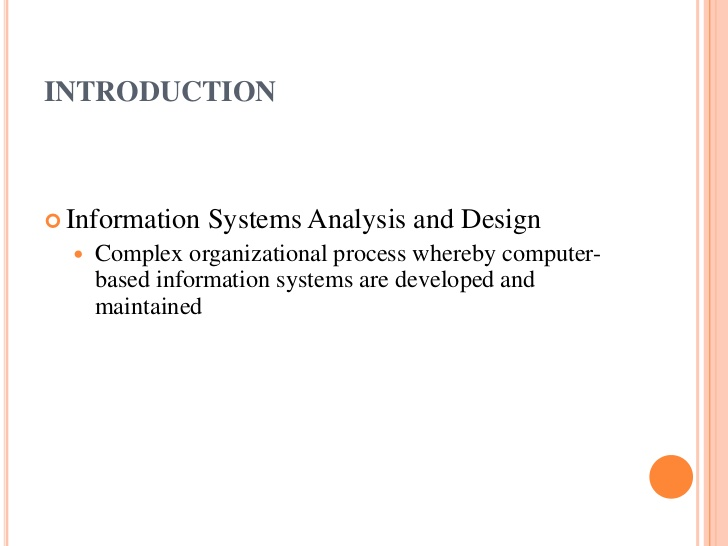 INTRODUCTION
Information Systems Analysis and Design
Complex organizational process whereby computer-
based information systems are developed and
maintained